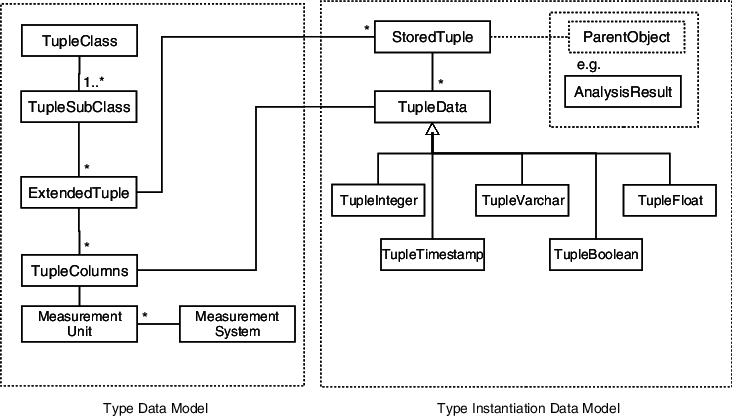 TupleClass
1..*
TupleSubClass
*
ExtendedTuple
*
TupleColumns
Measurement
Unit
*
Measurement
System
Type Data Model
*
StoredTuple
ParentObject
e.g.
AnalysisResult
*
TupleData
TupleInteger
TupleVarchar
TupleFloat
TupleTimestamp
TupleBoolean
Type Instantiation Data Model